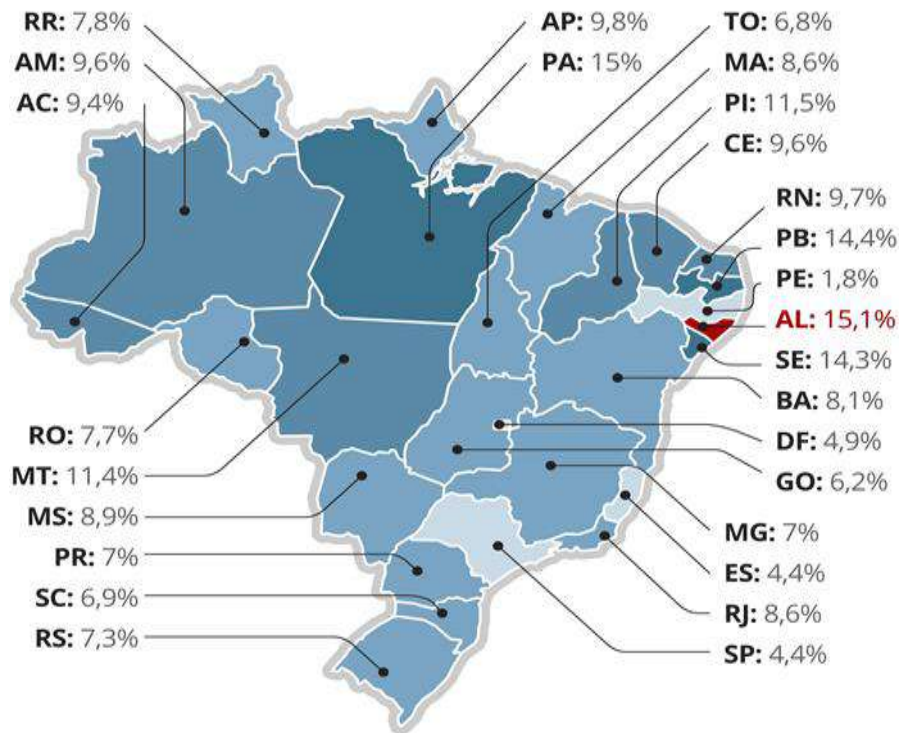 RR: 7,8%
AM: 9,6%
AC: 9,4%
AP: 9,8%
PA: 15%
TO: 6,8%
MA: 8,6%
PI: 11,5%
CE: 9,6%
RN: 9,7%
PB: 14,4%
PE: 1,8%
AL: 15,1%
SE: 14,3%
BA: 8,1%
DF: 4,9%
GO: 6,2%
RO: 7,7%
MT: 11,4%
MS: 8,9%
PR: 7%
SC: 6,9%
RS: 7,3%
MG: 7%
ES: 4,4%
RJ: 8,6%
SP: 4,4%